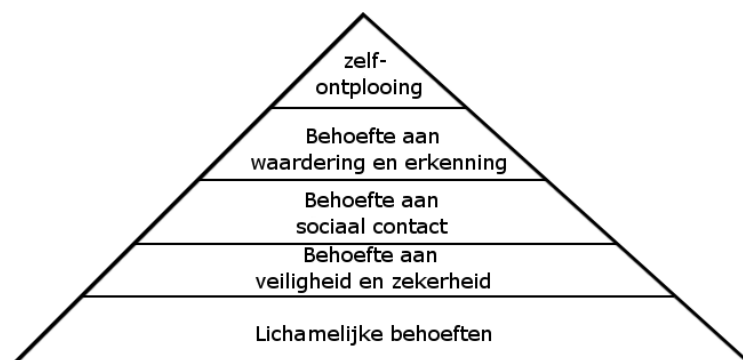 zelf-
ontplooing
Behoefte aan
waardering en erkenning
Behoefte aan
sociaal contact
Behoefte aan
veiligheid en zekerheid
Lichamelijke behoeften